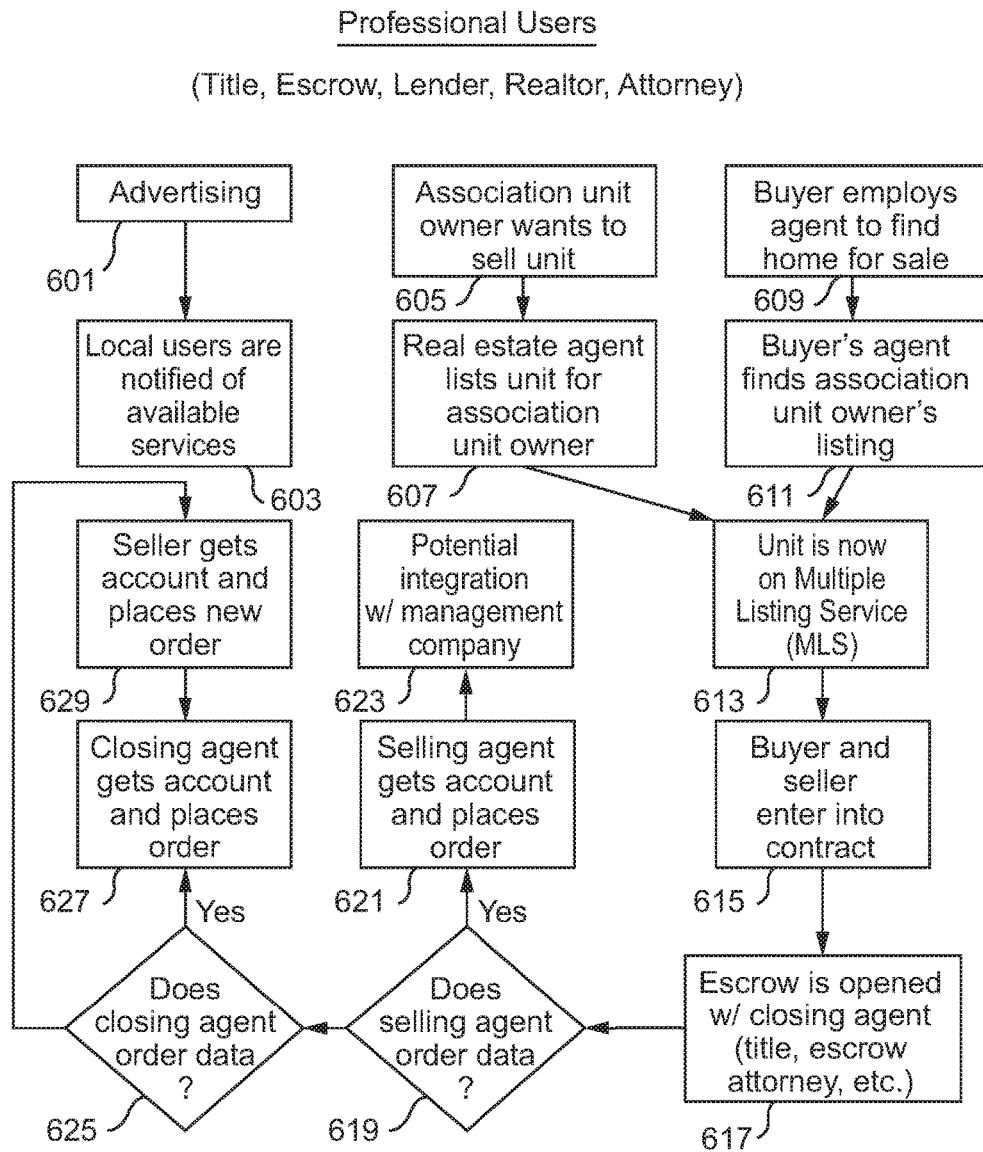 Professional Users
(Title, Escrow, Lender, Realtor, Attorney)
Advertising
601
Association unit
owner wants to
sell unit
605
Buyer employs
agent to find
home for sale
609
Local users are
notified of
available
services
603
Real estate agent
lists unit for
association
unit owner
607
Buyer's agent
finds association
unit owner's
listing
611
Seller gets
account and
places new
order
629
Potential
integration
w/ management
company
623
Unit is now
on Multiple
Listing Service
(MLS)
613
Closing agent
gets account
and places
order
627
Yes
Selling agent
gets account
and places
order
621
Yes
Buyer and
seller
enter into
contract
615
Does
closing agent
order data
?
625
Does
selling agent
order data
?
619
Escrow is opened
w/ closing agent
(title, escrow
attorney, etc.)
617